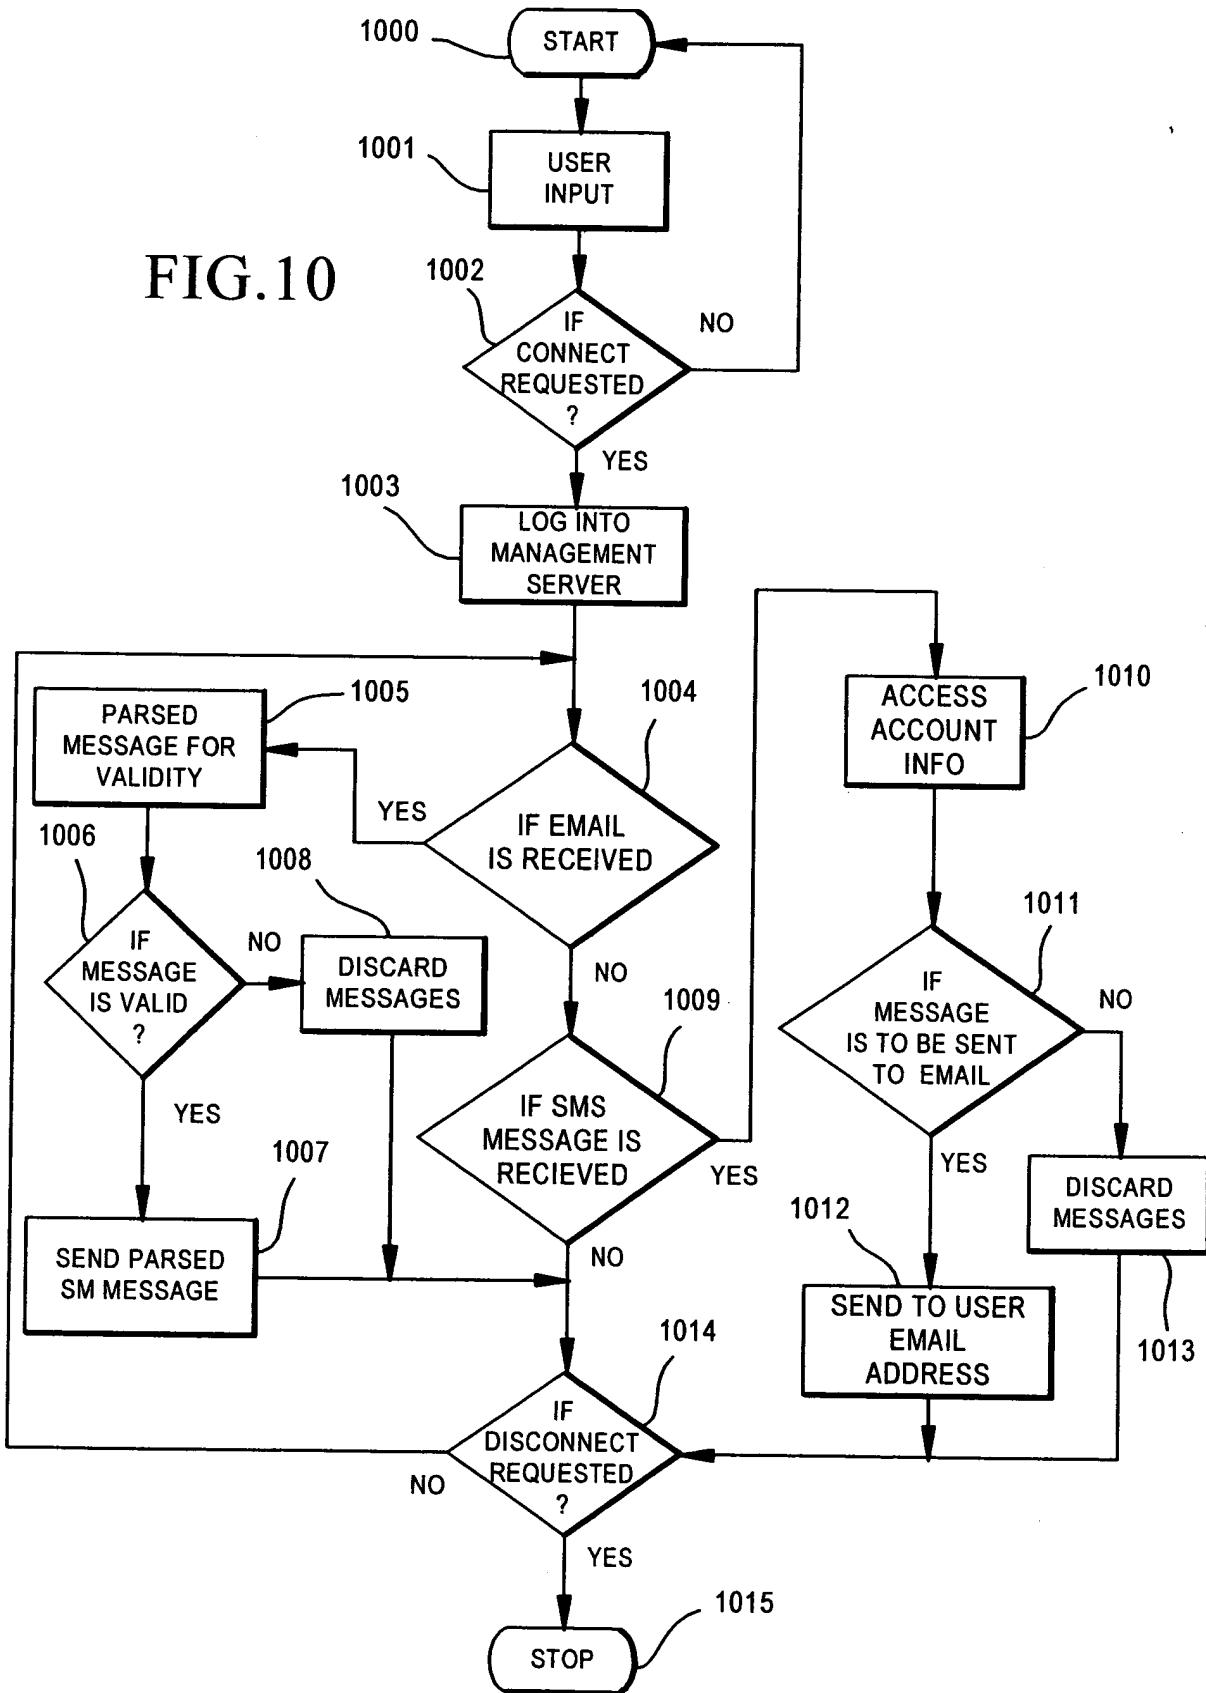 1000
START
1001
USER
INPUT
FIG.10
1002
IF
CONNECT
REQUESTED
?
NO
YES
1003
LOG INTO
MANAGEMENT
SERVER
1005
PARSED
MESSAGE FOR
VALIDITY
1004
IF EMAIL
IS RECEIVED
YES
NO
1010
ACCESS
ACCOUNT
INFO
1006
IF
MESSAGE
IS VALID
?
NO
YES
1008
DISCARD
MESSAGES
1009
IF SMS
MESSAGE IS
RECIEVED
YES
NO
1011
IF
MESSAGE
IS TO BE SENT
TO EMAIL
NO
YES
1007
SEND PARSED
SM MESSAGE
1012
SEND TO USER
EMAIL
ADDRESS
DISCARD
MESSAGES
1013
1014
IF
DISCONNECT
REQUESTED
?
NO
YES
1015
STOP